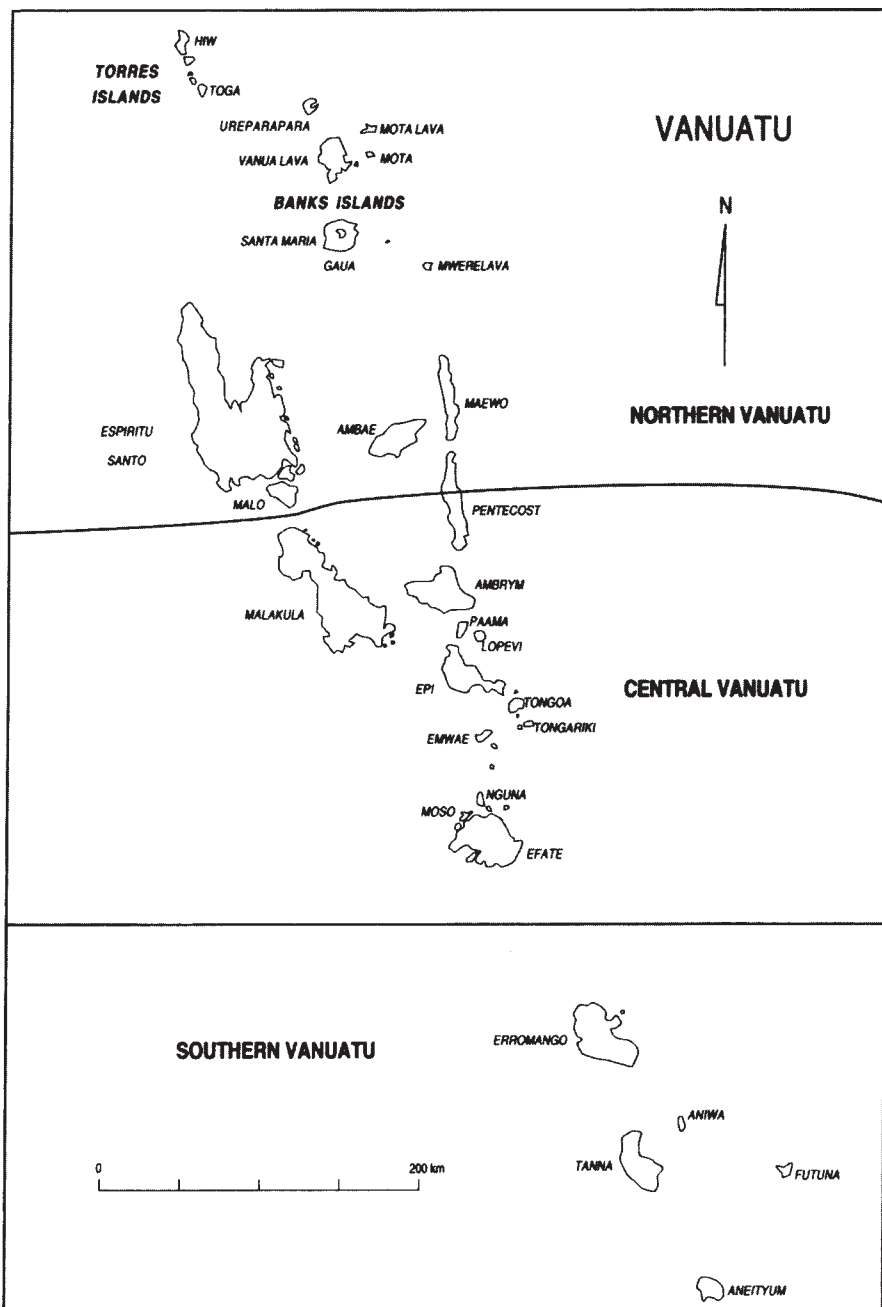 HIW
TORRES
ISLANDS
TOGA
UREPARAPARA
MOTA LAVA
VANUATU
VANUA LAVA
MOTA
BANKS ISLANDS
N
SANTA MARIA
GAUA
MWERELAVA
MAEWO
NORTHERN VANUATU
ESPIRITU
SANTO
AMBAE
MALO
PENTECOST
AMBRYM
MALAKULA
PAAMA
LOPEVI
EPI
CENTRAL VANUATU
TONGOA
TONGARIKI
EMWAE
NGUNA
MOSO
EFATE
SOUTHERN VANUATU
ERROMANGO
ANIWA
0
200 km
TANNA
FUTUNA
ANEITYUM